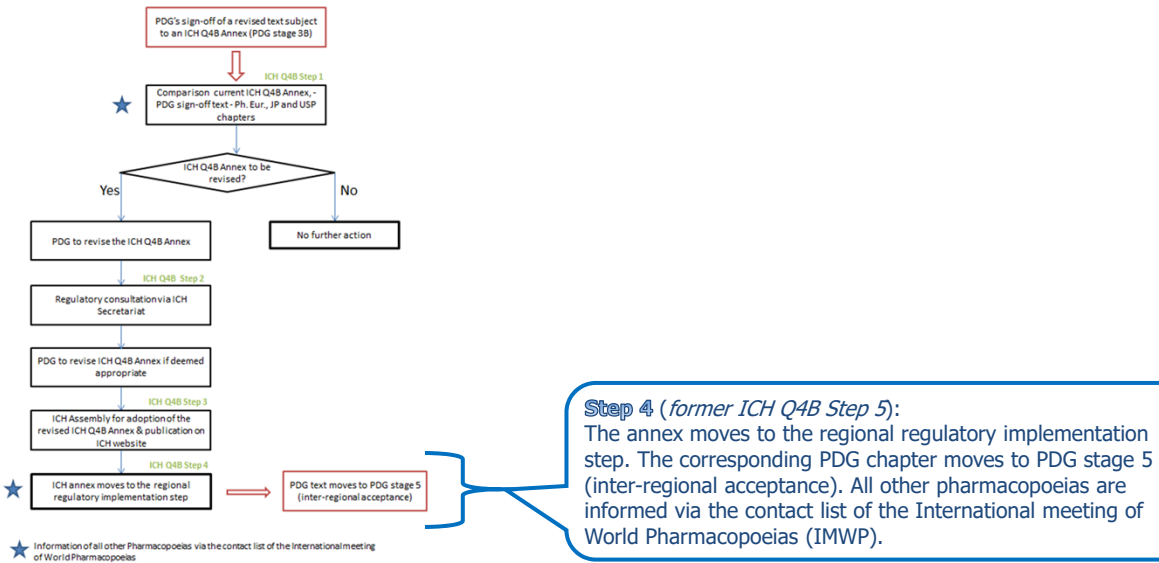 PDG's sign-off of a revised text subject
to an ICH Q4B Annex (PDG stage 3B)
ICH Q4B Step 1
Comparison current ICH Q4B Annex, -
PDG sign-off text - Ph. Eur., JP and USP
chapters
ICH Q4B Annex to be
revised?
Yes
No
PDG to revise the ICH Q4B Annex
No further action
ICH Q4B Step 2
Regulatory consultation via ICH
Secretariat
PDG to revise ICH Q4B Annex if deemed
appropriate
ICH Q4B Step 3
ICH Assembly for adoption of the
revised ICH Q4B Annex & publication on
ICH website
ICH Q4B Step 4
ICH annex moves to the regional
regulatory implementation step
PDG text moves to PDG stage 5
(inter-regional acceptance)
Step 4 (former ICH Q4B Step 5):
The annex moves to the regional regulatory implementation
step. The corresponding PDG chapter moves to PDG stage 5
(inter-regional acceptance). All other pharmacopoeias are
informed via the contact list of the International meeting of
World Pharmacopoeias (IMWP).
Information of all other Pharmacopoeias via the contact list of the International meeting
of World Pharmacopoeias